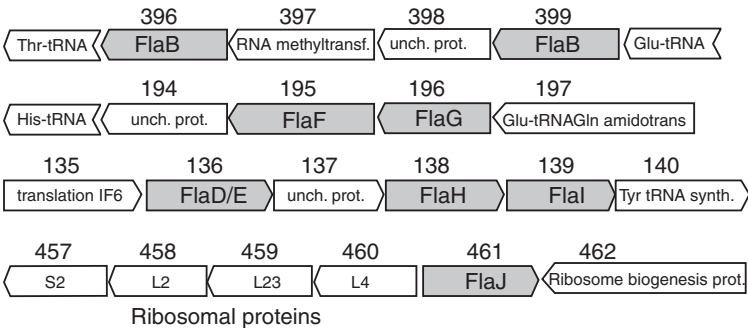 396 397 398 399
Thr-tRNA FlaB RNA methyltransf. unch. prot. FlaB Glu-tRNA
194 195 196 197
His-tRNA unch. prot. FlaF FlaG Glu-tRNAGln amidotrans
135 136 137 138 139 140
translation IF6 FlaD/E unch. prot. FlaH FlaI Tyr tRNA synth.
457 458 459 460 461 462
S2 L2 L23 L4 FlaJ Ribosome biogenesis prot.
Ribosomal proteins